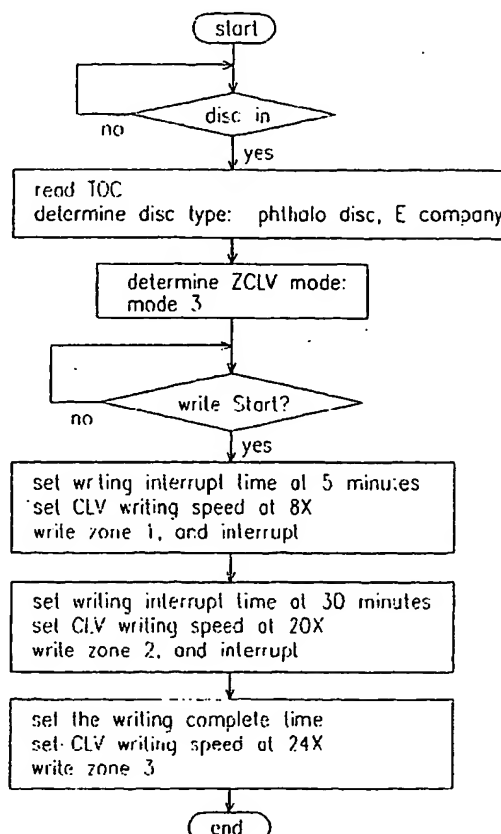 start
disc in
no
yes
read TOC
determine disc type: phthalo disc, E company
determine ZCLV mode:
mode 3
write Start?
no
yes
set writing interrupt time at 5 minutes
set CLV writing speed at 8X
write zone 1, and interrupt
set writing interrupt time at 30 minutes
set CLV writing speed at 20X
write zone 2, and interrupt
set the writing complete time
set CLV writing speed at 24X
write zone 3
end